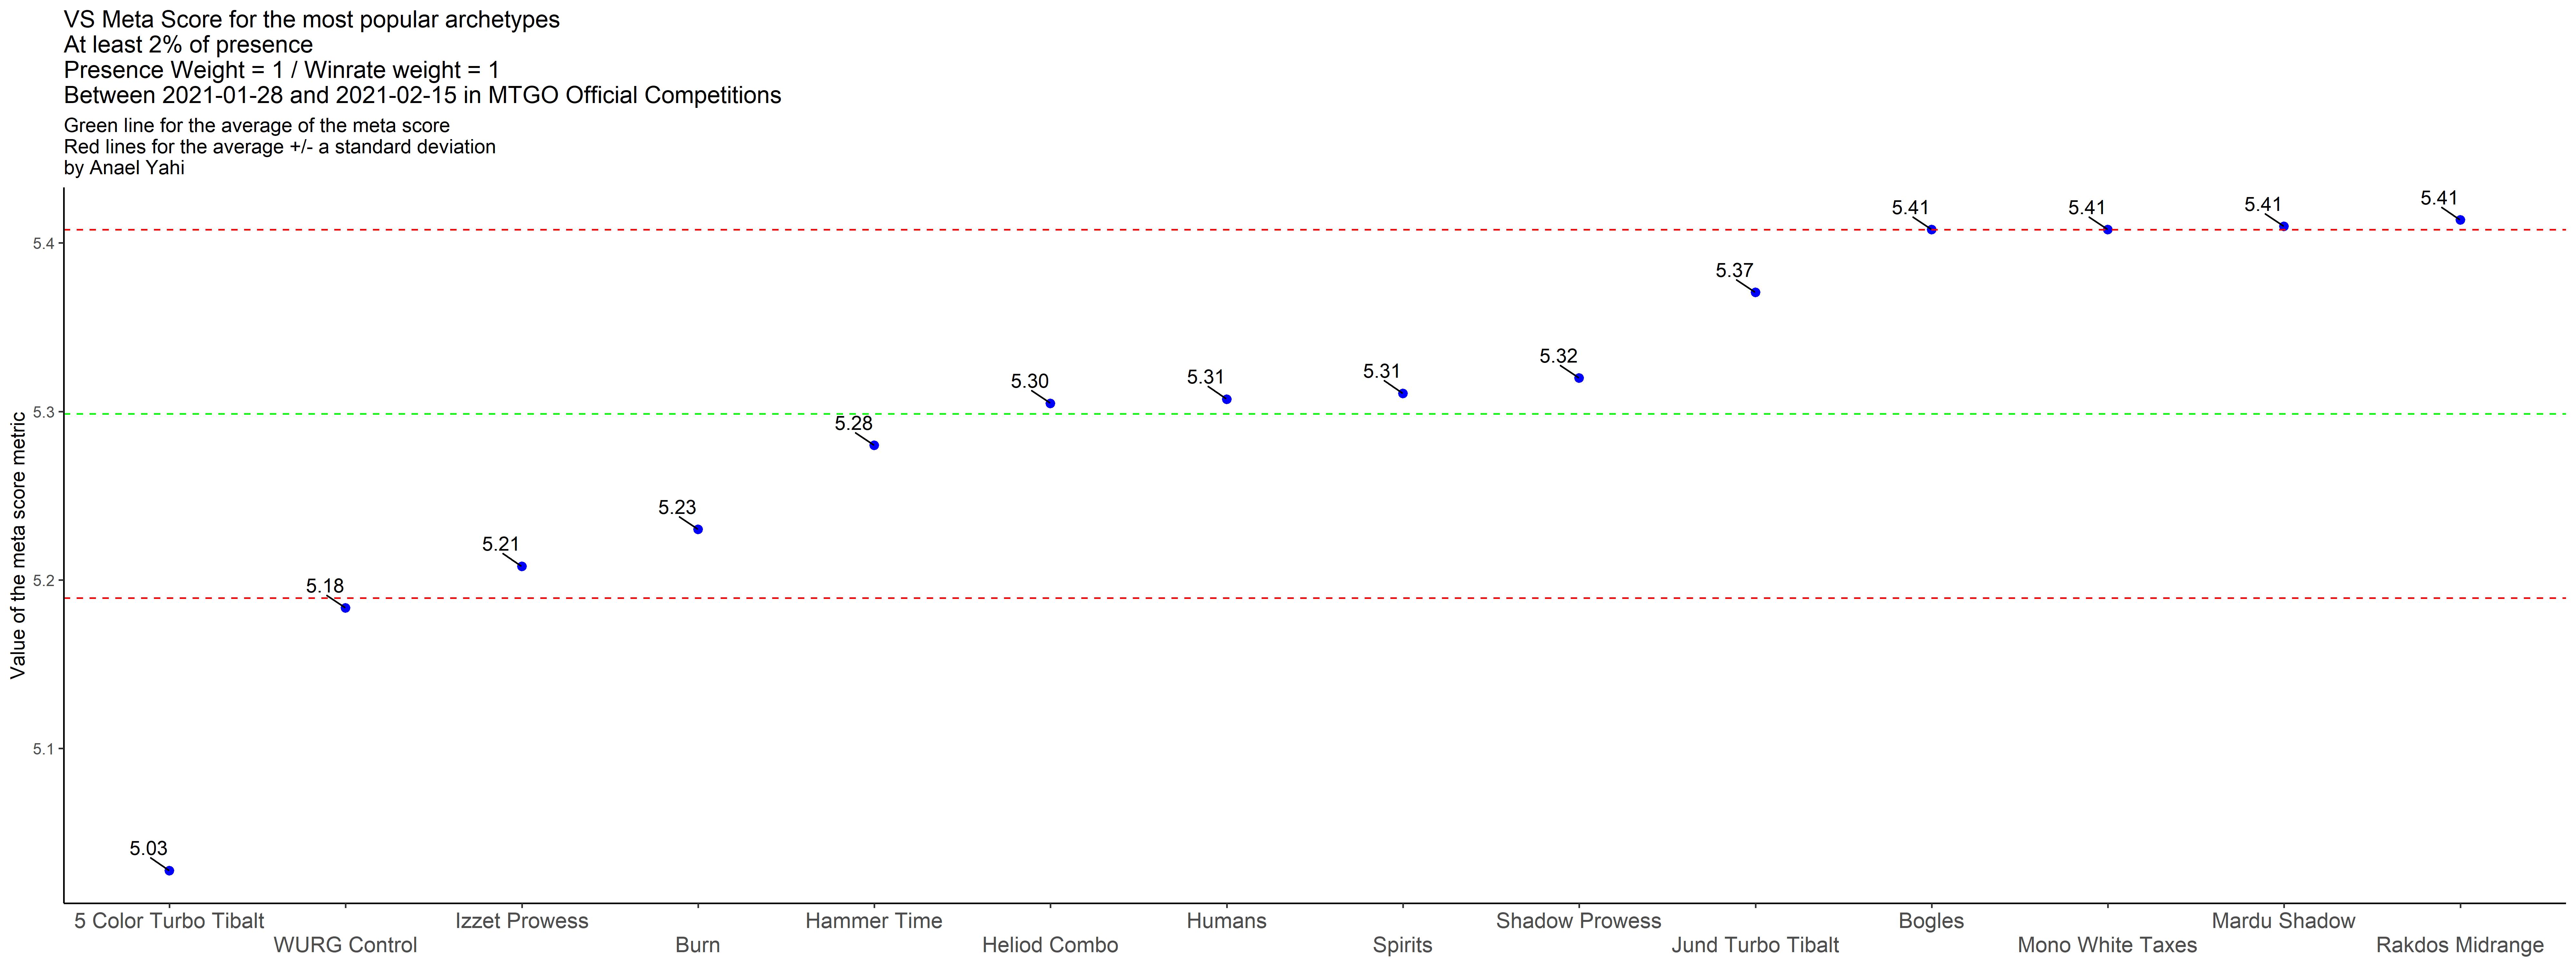 VS Meta Score for the most popular archetypes
At least 2% of presence
Presence Weight = 1 / Winrate weight = 1
Between 2021-01-28 and 2021-02-15 in MTGO Official Competitions
Green line for the average of the meta score
Red lines for the average +/- a standard deviation
by Anael Yahi
Value of the meta score metric
5.4
5.3
5.2
5.1
5.03
5.18
5.21
5.23
5.28
5.30
5.31
5.31
5.32
5.37
5.41
5.41
5.41
5.41
5 Color Turbo Tibalt
WURG Control
Izzet Prowess
Burn
Hammer Time
Heliod Combo
Humans
Spirits
Shadow Prowess
Jund Turbo Tibalt
Bogles
Mono White Taxes
Mardu Shadow
Rakdos Midrange